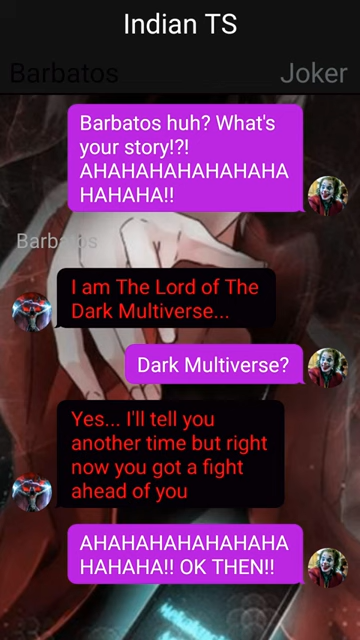 Indian TS
Barbatos
Joker
Barbatos huh? What's
your story!?!
AHAHAHAHAHAHAHA
HAHAHA!!
Barbatos
I am The Lord of The
Dark Multiverse...
Dark Multiverse?
Yes... I'll tell you
another time but right
now you got a fight
ahead of you
AHAHAHAHAHAHAHA
HAHAHA!! OK THEN!!